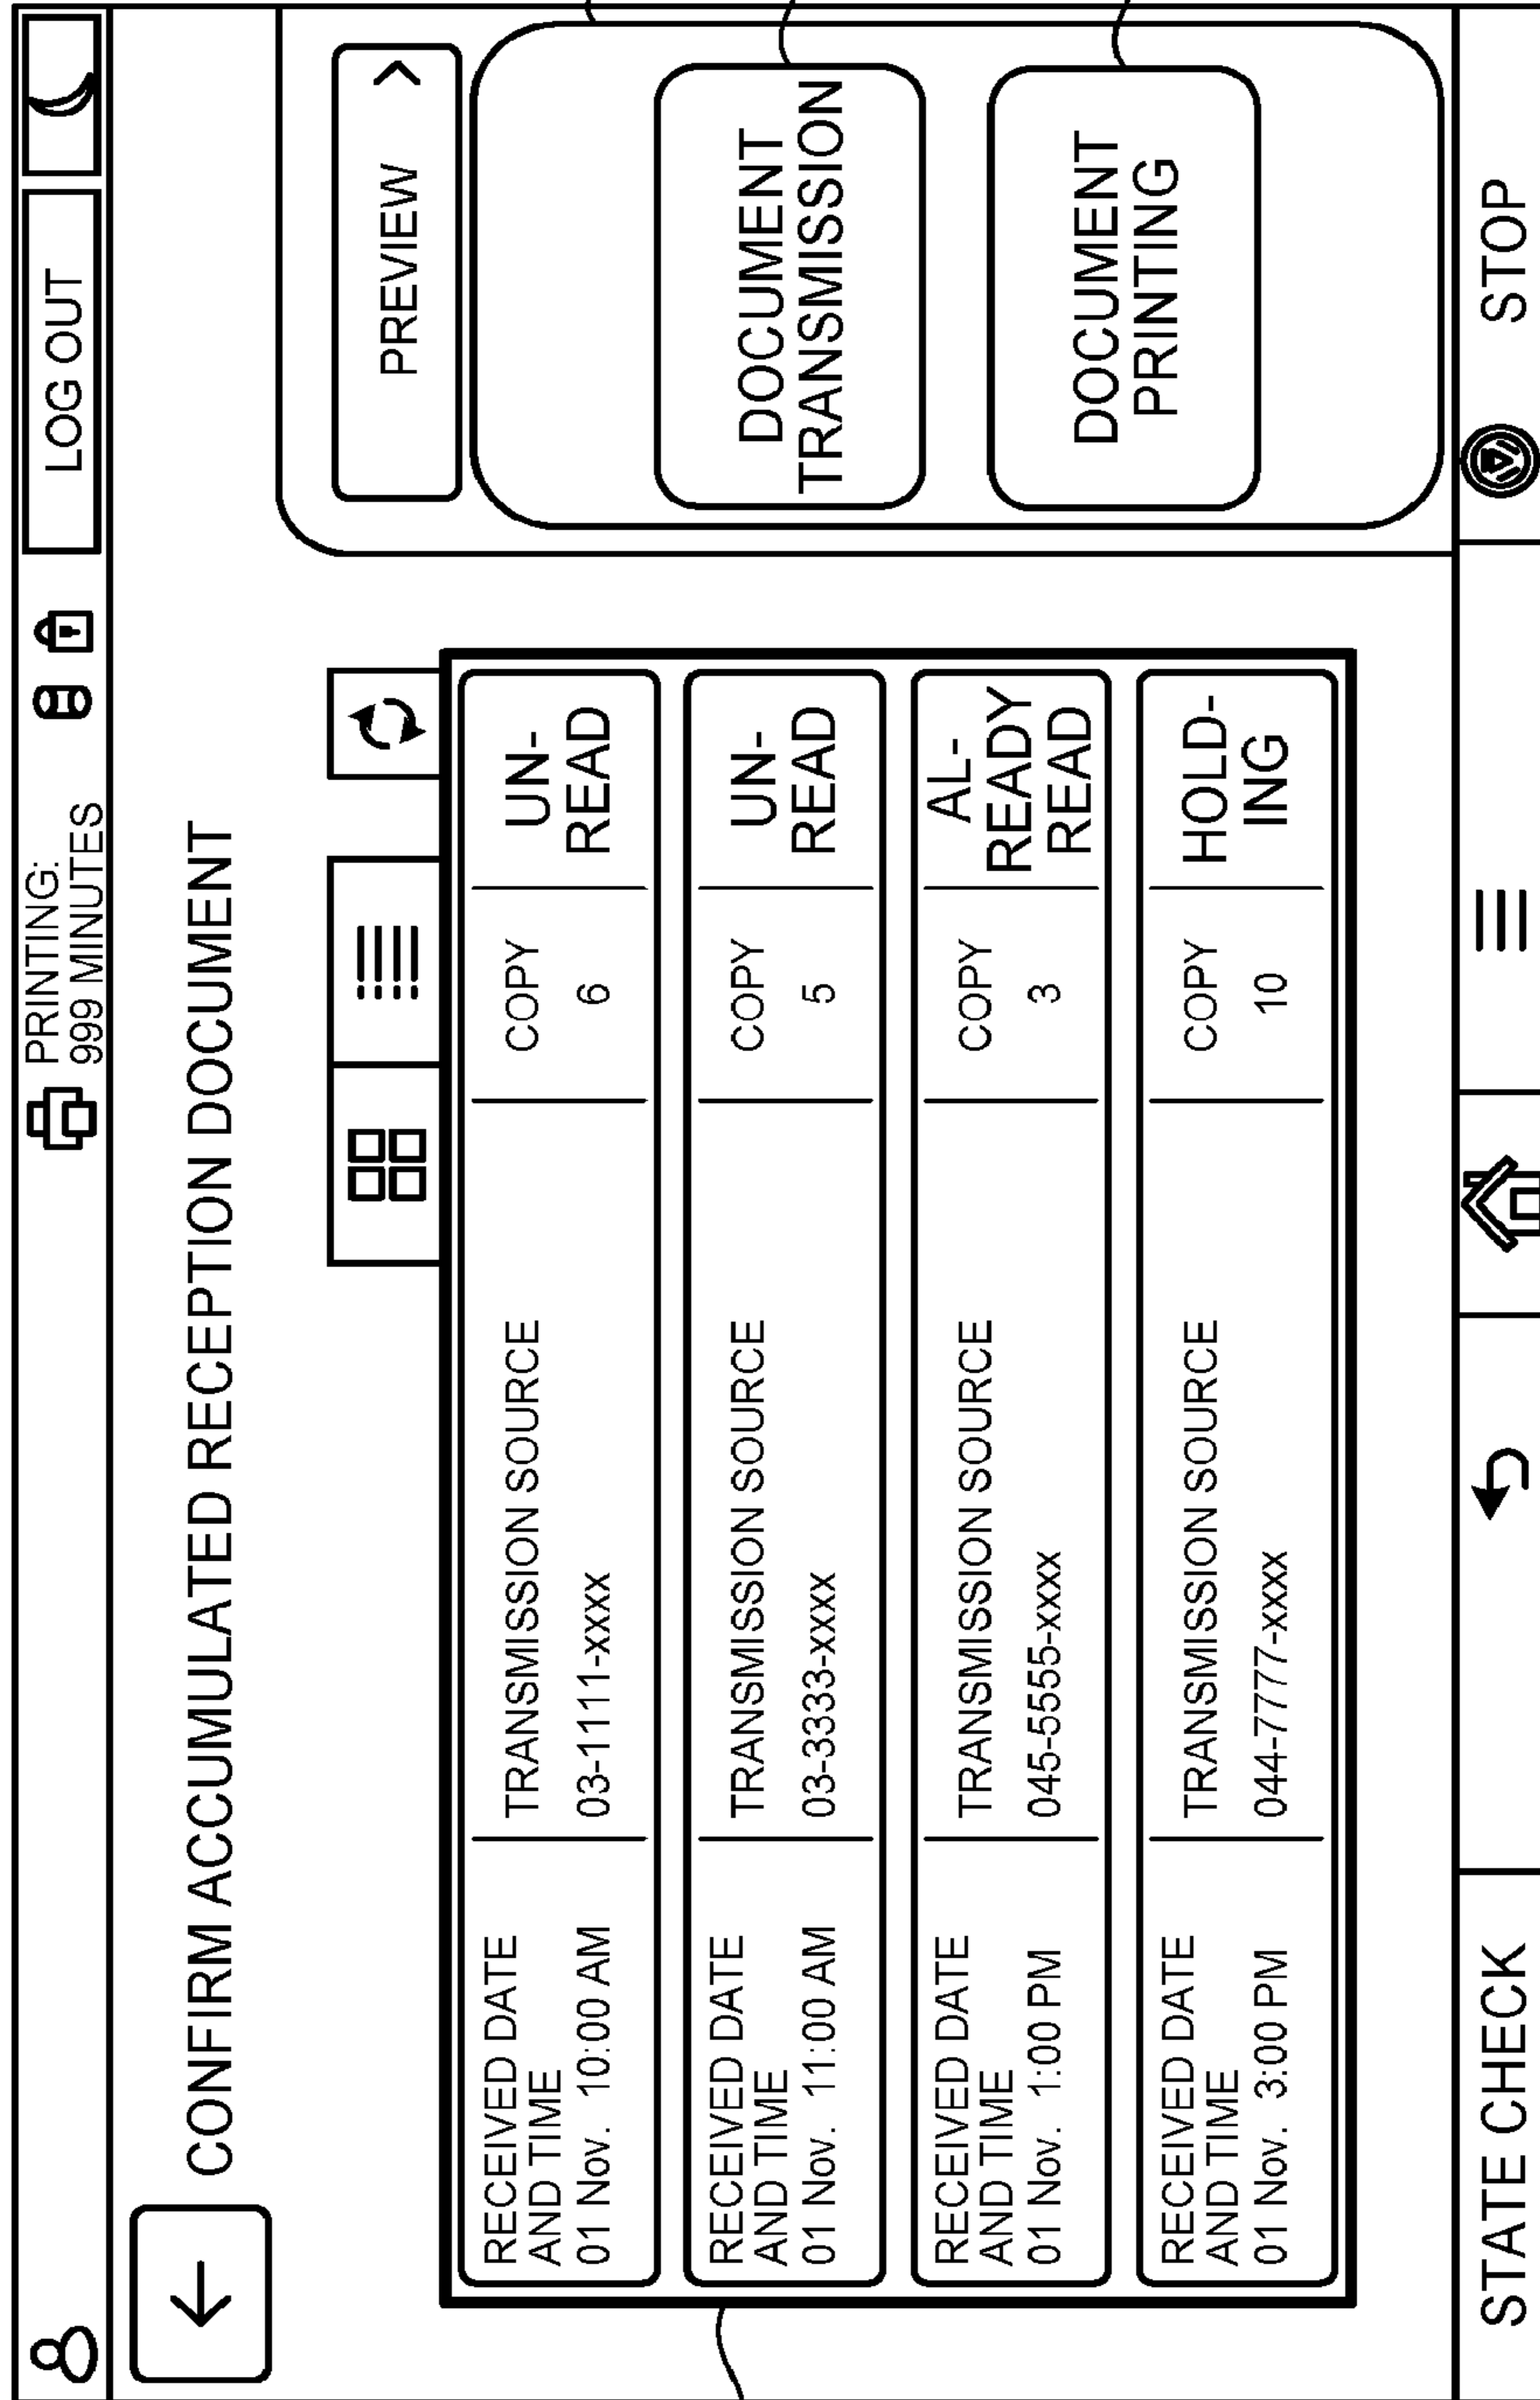 PRINTING:
999 MINUTES
LOG OUT
CONFIRM ACCUMULATED RECEPTION DOCUMENT
RECEIVED DATE
AND TIME
01 Nov. 10:00 AM
TRANSMISSION SOURCE
03-1111-xxxx
COPY
6
UN-
READ
RECEIVED DATE
AND TIME
01 Nov. 11:00 AM
TRANSMISSION SOURCE
03-3333-xxxx
COPY
5
UN-
READ
RECEIVED DATE
AND TIME
01 Nov. 1:00 PM
TRANSMISSION SOURCE
045-5555-xxxx
COPY
3
AL-
READY
READ
RECEIVED DATE
AND TIME
01 Nov. 3:00 PM
TRANSMISSION SOURCE
044-7777-xxxx
COPY
10
HOLD-
ING
PREVIEW
DOCUMENT
TRANSMISSION
DOCUMENT
PRINTING
STATE CHECK
STOP